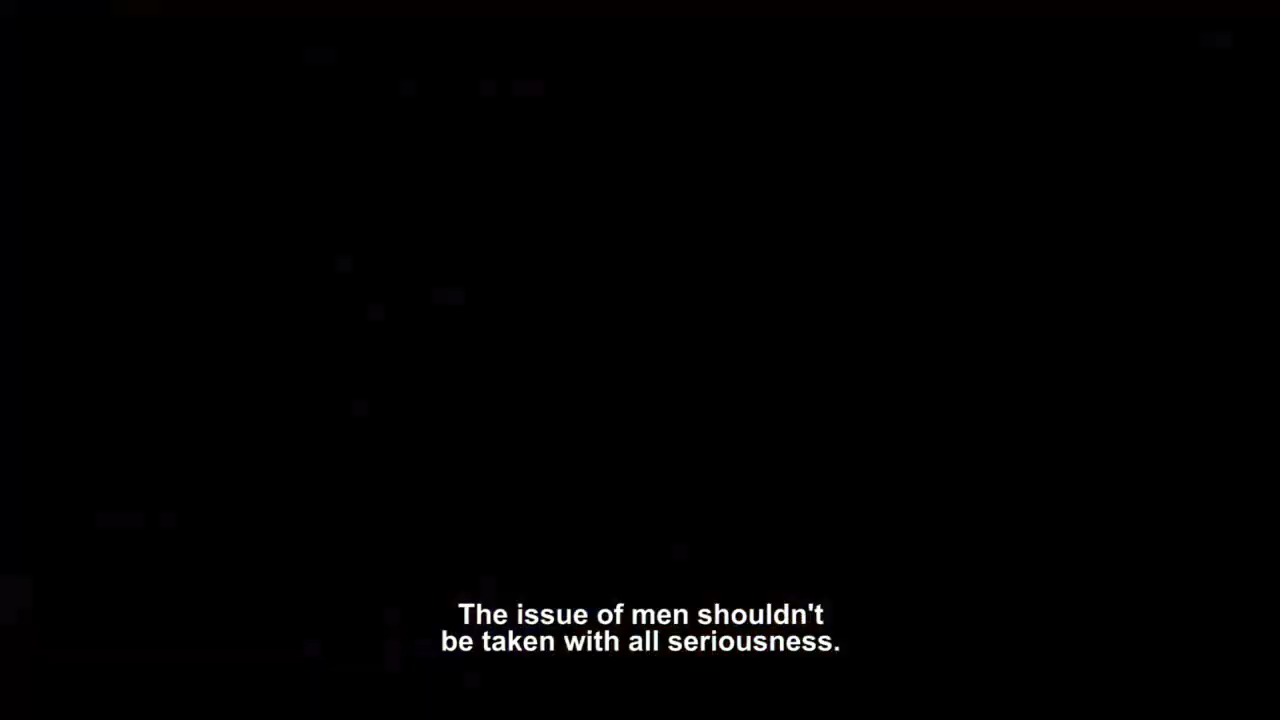 The issue of men shouldn't
be taken with all seriousness.